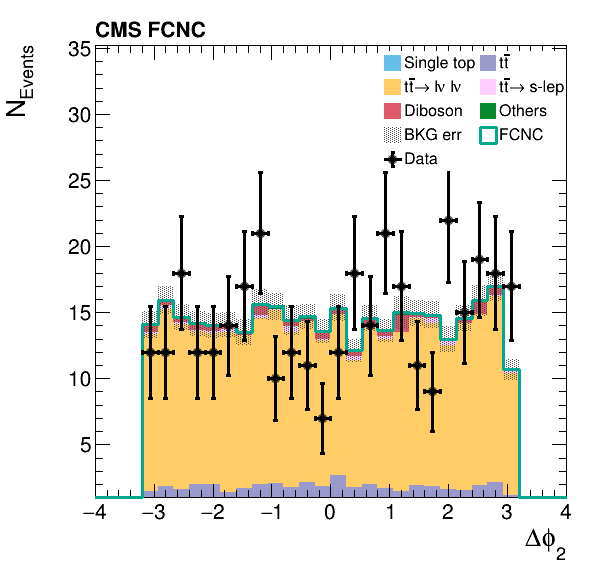 CMS FCNC
N_Events
35
30
25
20
15
10
5
Single top
tt̄
tt̄→ lν lν
tt̄→ s-lep
Diboson
Others
BKG err
FCNC
Data
−4 −3 −2 −1 0 1 2 3 4
Δϕ₂